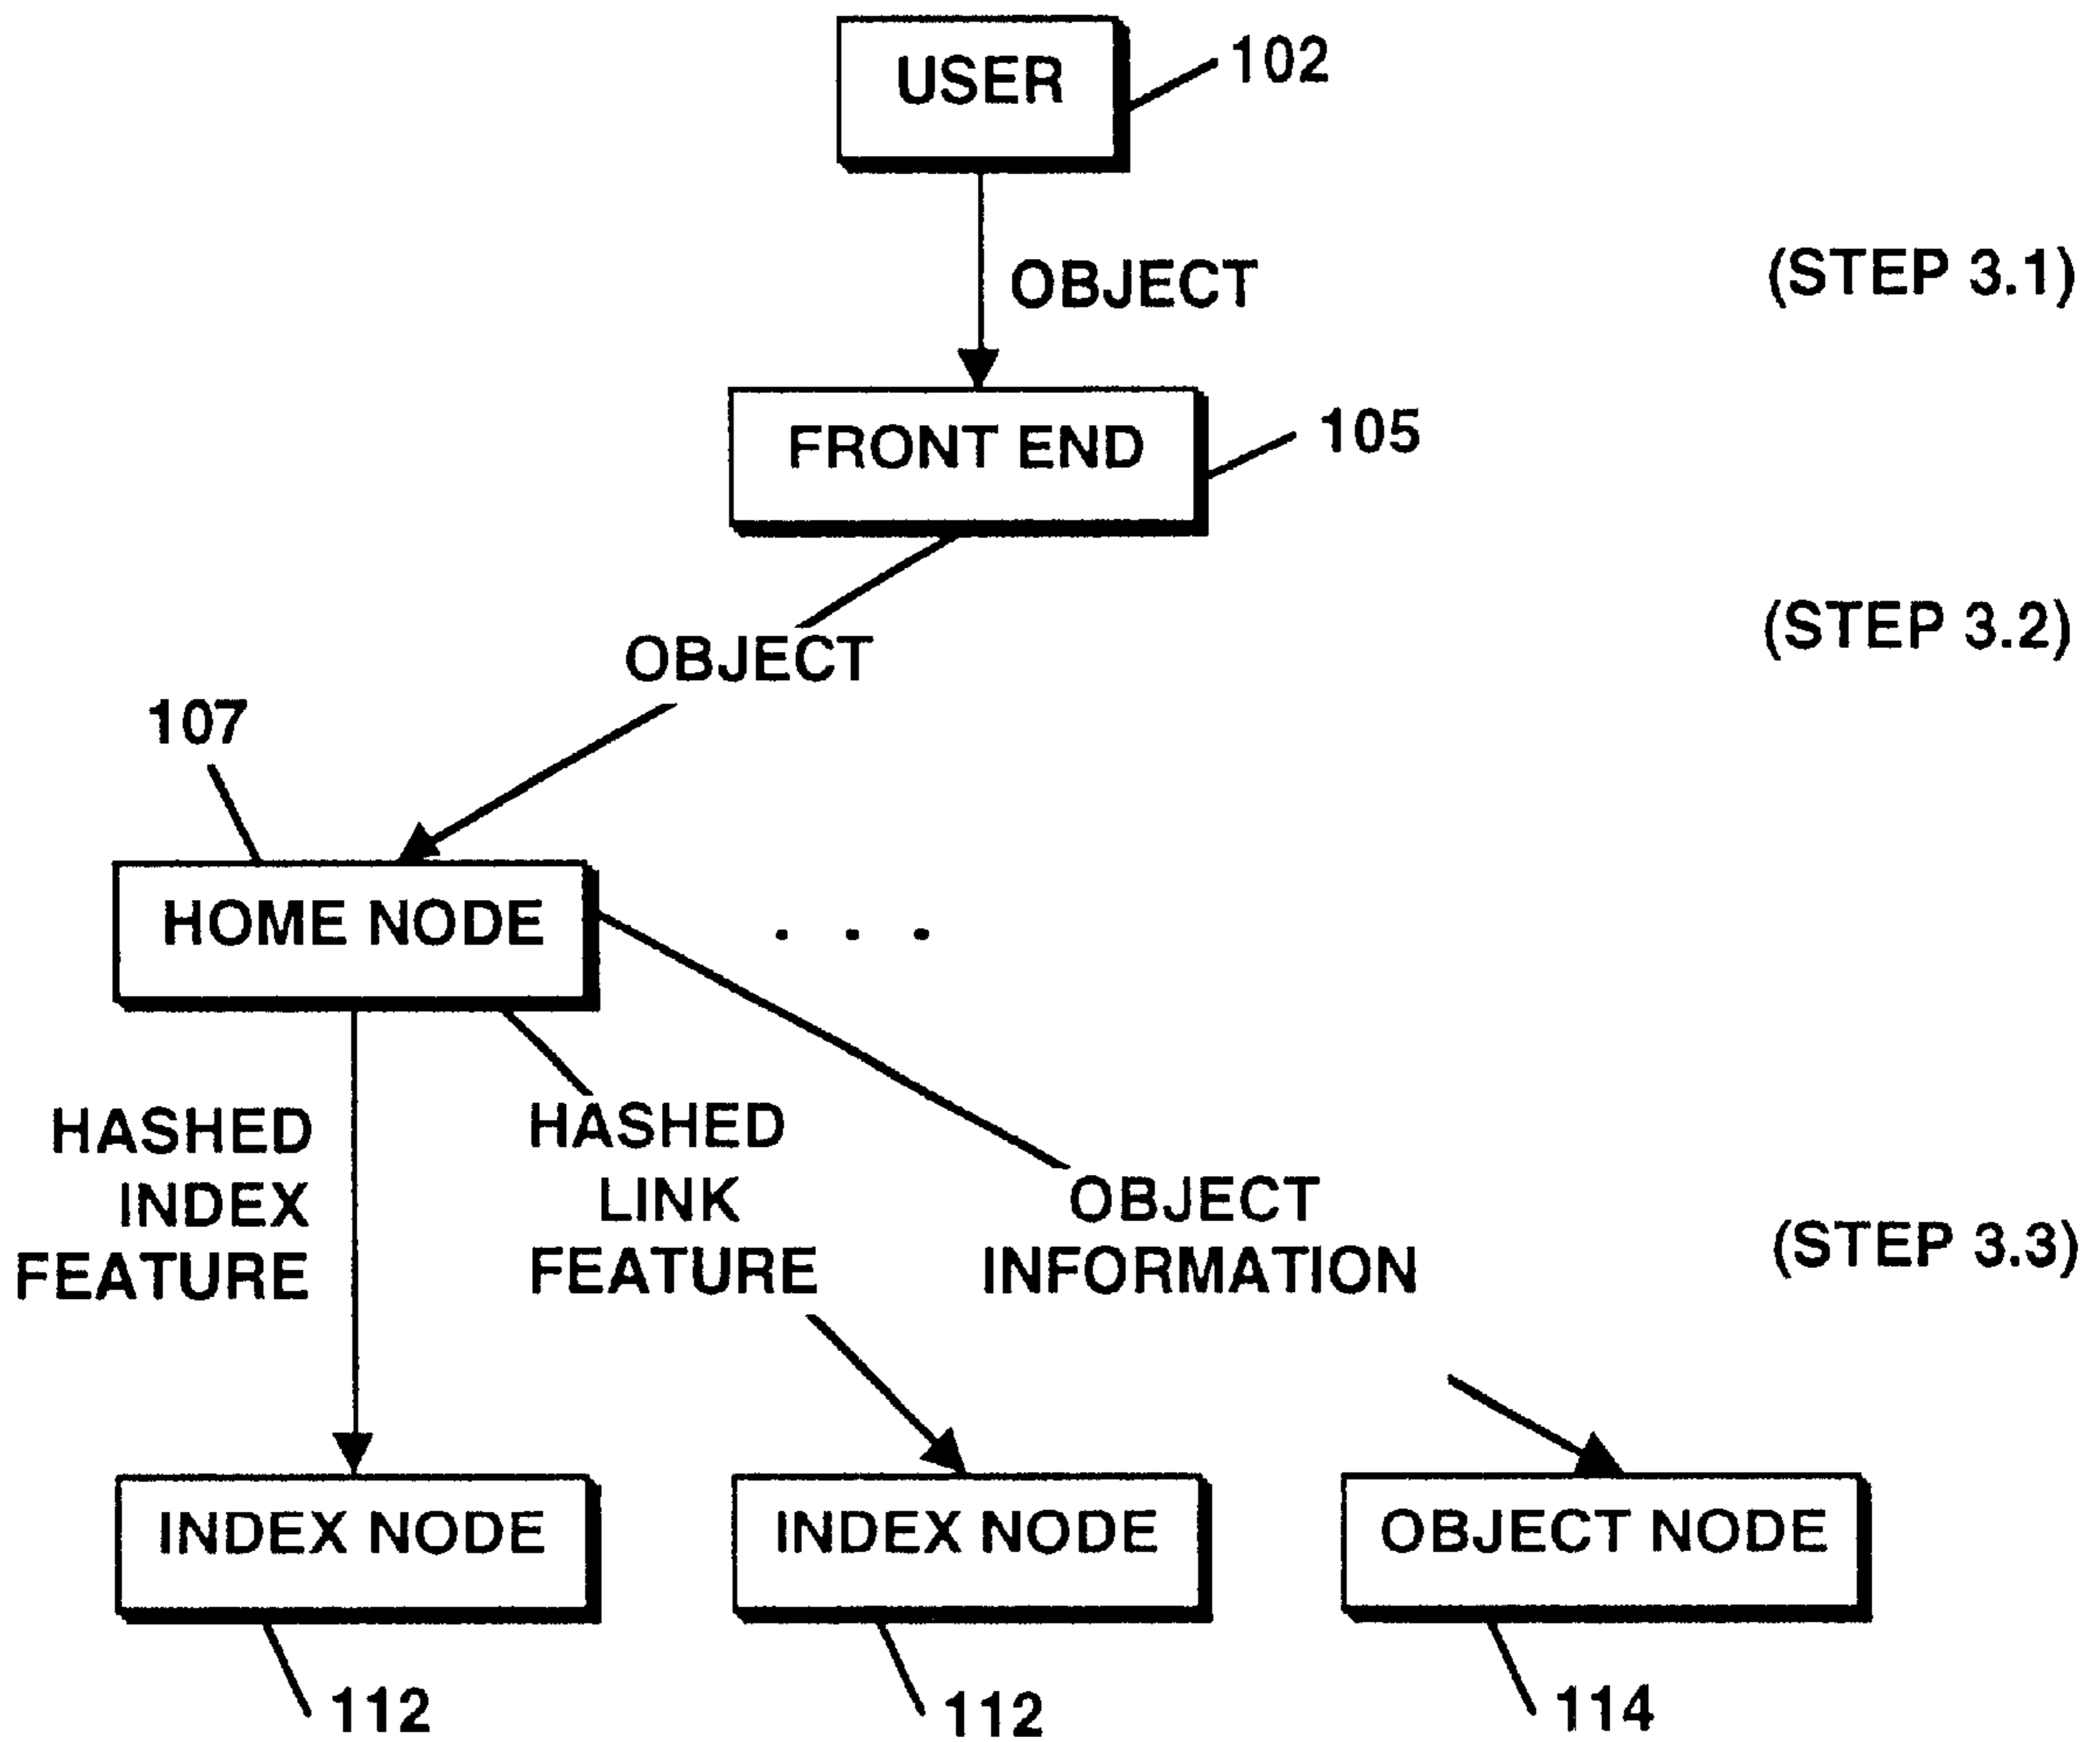 USER
102
OBJECT
(STEP 3.1)
FRONT END
105
(STEP 3.2)
OBJECT
107
HOME NODE
. . .
HASHED
INDEX
FEATURE
HASHED
LINK
FEATURE
OBJECT
INFORMATION
(STEP 3.3)
INDEX NODE
INDEX NODE
OBJECT NODE
112
112
114